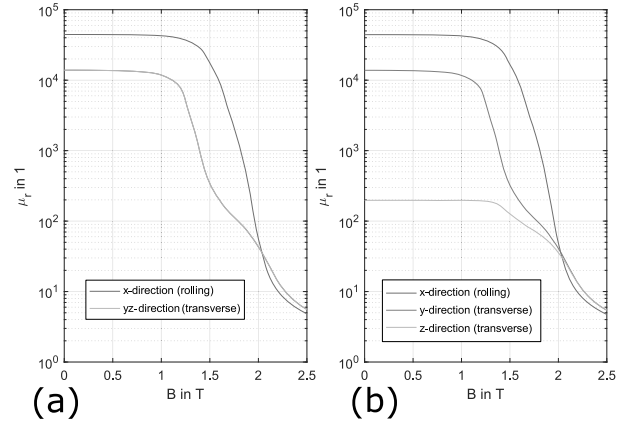 10^5
10^4
10^3
10^2
10^1
10^0
μ_r in 1
x-direction (rolling)
yz-direction (transverse)
0 0.5 1 1.5 2 2.5
B in T
(a)
10^5
10^4
10^3
10^2
10^1
10^0
μ_r in 1
x-direction (rolling)
y-direction (transverse)
z-direction (transverse)
0 0.5 1 1.5 2 2.5
B in T
(b)